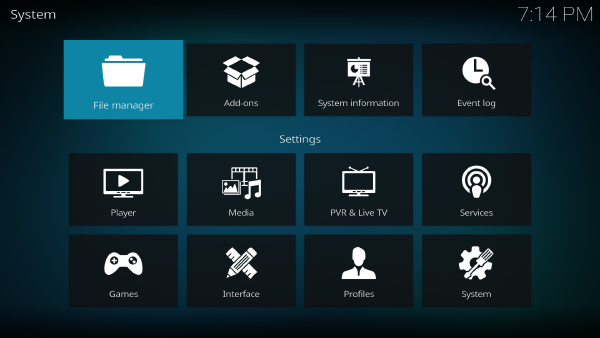 System 7:14 PM
File manager Add-ons System information Event log
Settings
Player Media PVR & Live TV Services
Games Interface Profiles System